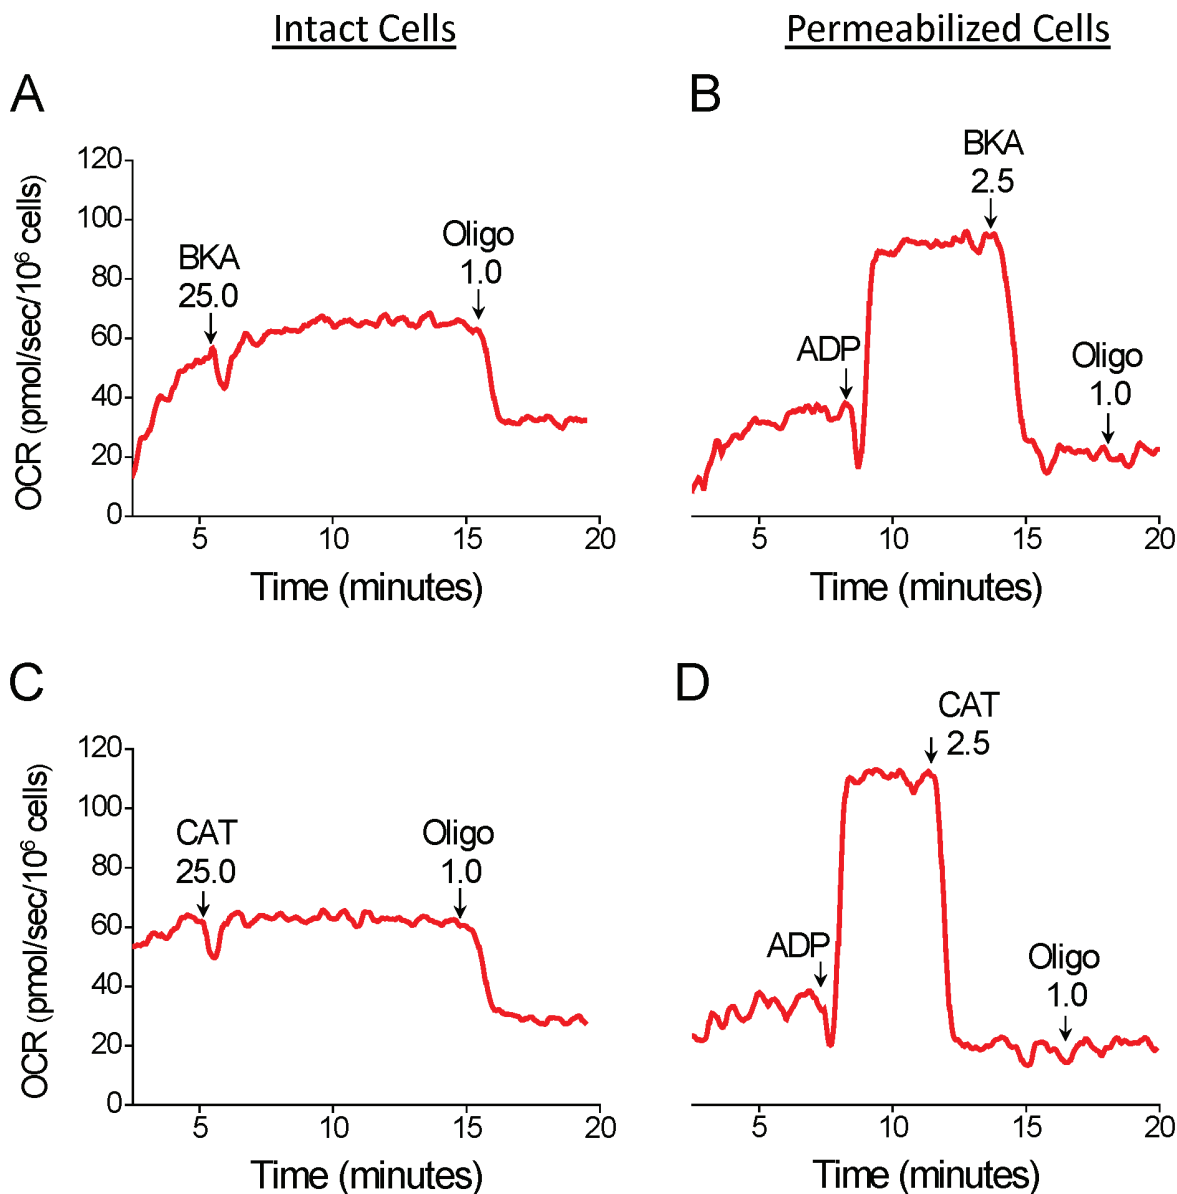 Intact Cells
Permeabilized Cells
A
B
OCR (pmol/sec/10⁶ cells)
120
100
80
60
40
20
0
BKA
25.0
Oligo
1.0
5
10
15
20
Time (minutes)
BKA
2.5
ADP
Oligo
1.0
5
10
15
20
Time (minutes)
C
D
OCR (pmol/sec/10⁶ cells)
120
100
80
60
40
20
0
CAT
25.0
Oligo
1.0
5
10
15
20
Time (minutes)
CAT
2.5
ADP
Oligo
1.0
5
10
15
20
Time (minutes)